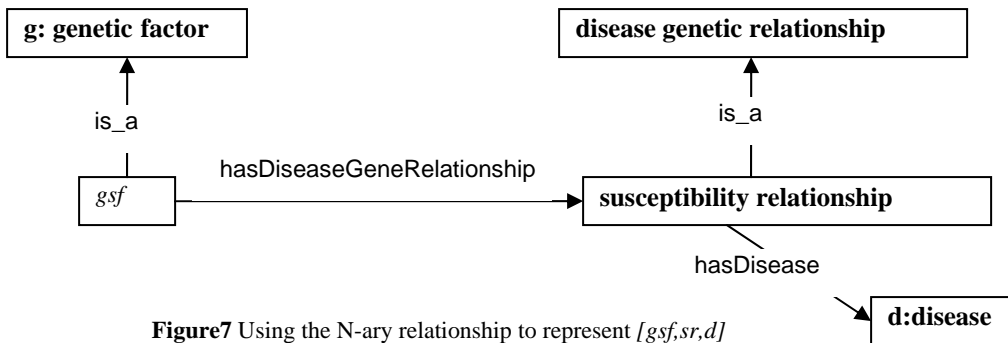 g: genetic factor
disease genetic relationship
is_a
is_a
hasDiseaseGeneRelationship
gsf
susceptibility relationship
hasDisease
d:disease
Figure7 Using the N-ary relationship to represent [gsf,sr,d]